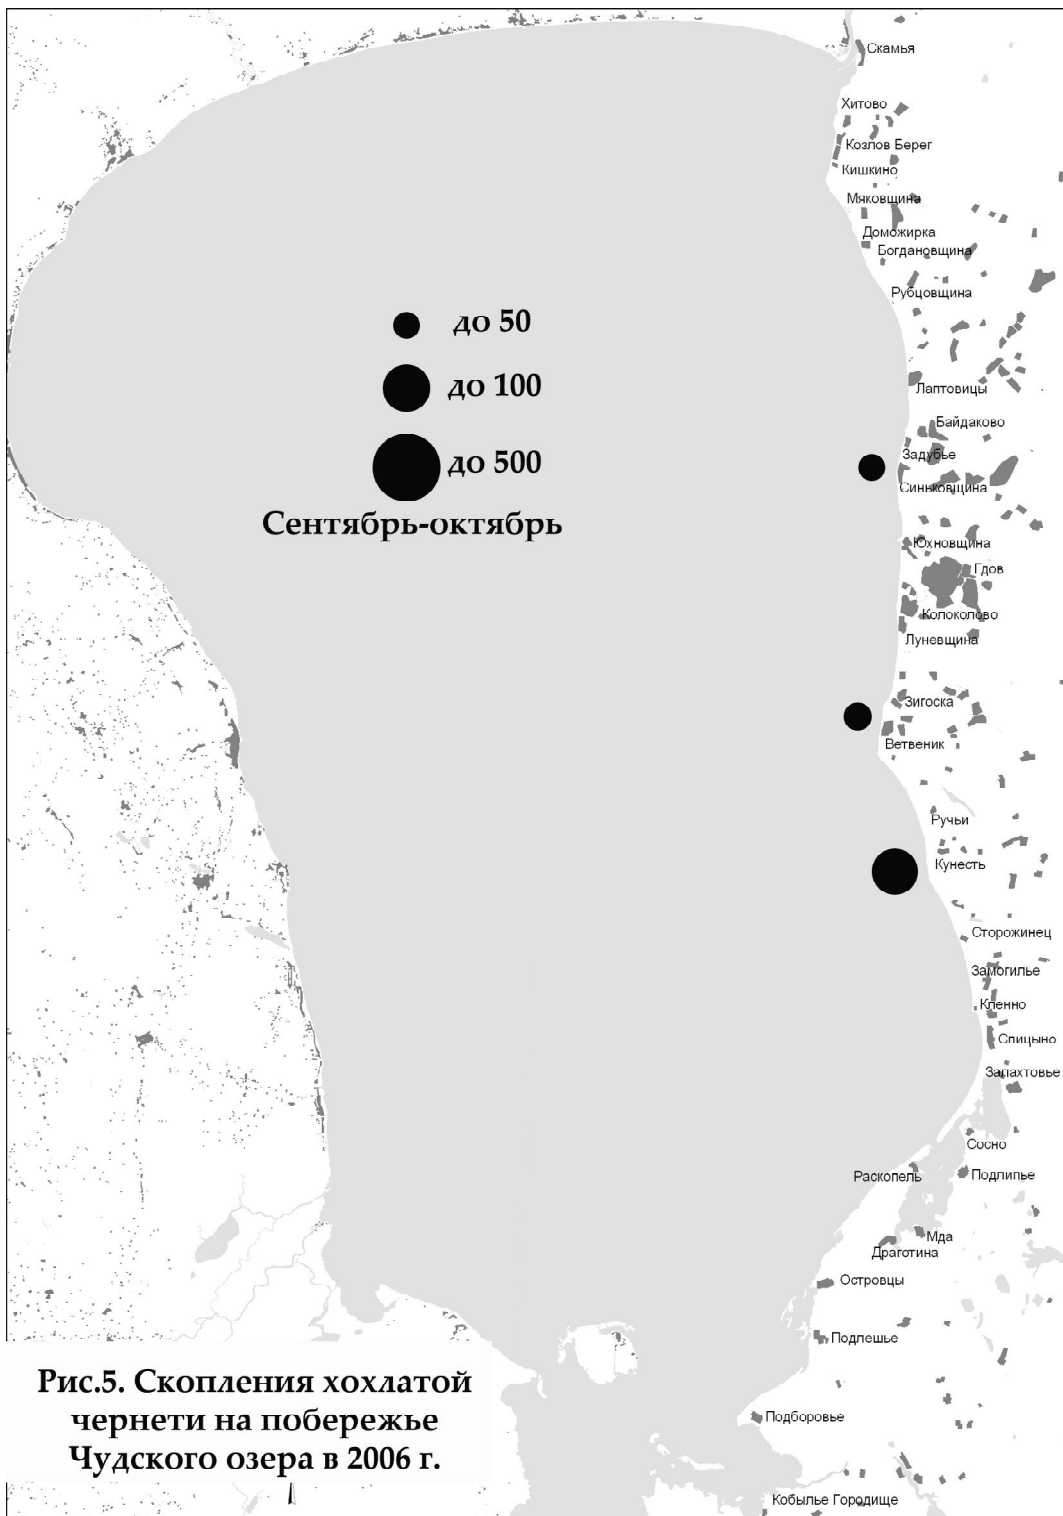 Скамья
Хитово
Козлов Берег
Кишкино
Мяковщина
Доможирка
Богдановщина
Рубцовщина
до 50
до 100
до 500
Сентябрь-октябрь
Лаптовицы
Байдаково
Задубье
Синьковщина
Юхновщина
Гдов
Колоколово
Луневщина
Зигоска
Ветвеник
Ручьи
Кунесть
Сторожинец
Замогилье
Кленно
Спицыно
Запахтовье
Сосно
Раскопель
Подлипье
Мда
Драготина
Островцы
Подлешье
Подборовье
Кобылье Городище
Рис.5. Скопления хохлатой
чернети на побережье
Чудского озера в 2006 г.